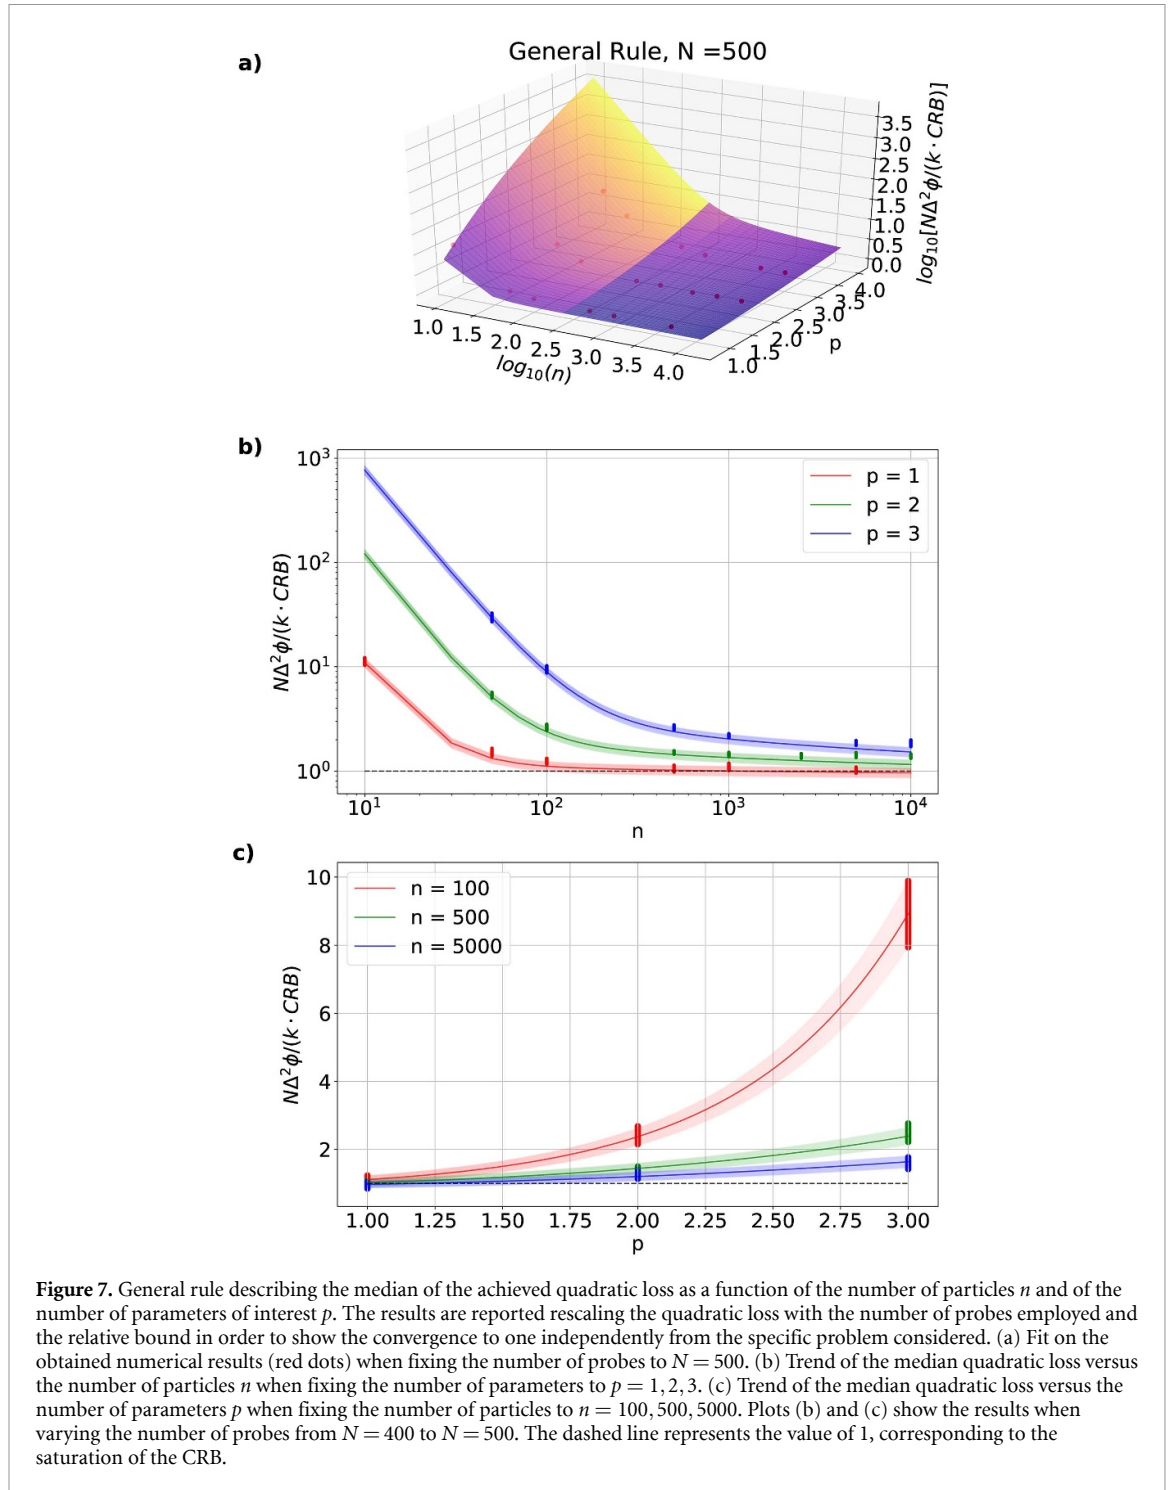 a)
General Rule, N =500
log₁₀[NΔ²ϕ/(k · CRB)]
3.5
3.0
2.5
2.0
1.5
1.0
0.5
0.0
1.0 1.5 2.0 2.5 3.0 3.5 4.0
log₁₀(n)
1.0 1.5 2.0 2.5 3.0 3.5 4.0
p
b)
p = 1
p = 2
p = 3
NΔ²ϕ/(k · CRB)
10³
10²
10¹
10⁰
10¹ 10² 10³ 10⁴
n
c)
n = 100
n = 500
n = 5000
NΔ²ϕ/(k · CRB)
10
8
6
4
2
1.00 1.25 1.50 1.75 2.00 2.25 2.50 2.75 3.00
p
Figure 7. General rule describing the median of the achieved quadratic loss as a function of the number of particles n and of the
number of parameters of interest p. The results are reported rescaling the quadratic loss with the number of probes employed and
the relative bound in order to show the convergence to one independently from the specific problem considered. (a) Fit on the
obtained numerical results (red dots) when fixing the number of probes to N = 500. (b) Trend of the median quadratic loss versus
the number of particles n when fixing the number of parameters to p = 1,2,3. (c) Trend of the median quadratic loss versus the
number of parameters p when fixing the number of particles to n = 100,500,5000. Plots (b) and (c) show the results when
varying the number of probes from N = 400 to N = 500. The dashed line represents the value of 1, corresponding to the
saturation of the CRB.